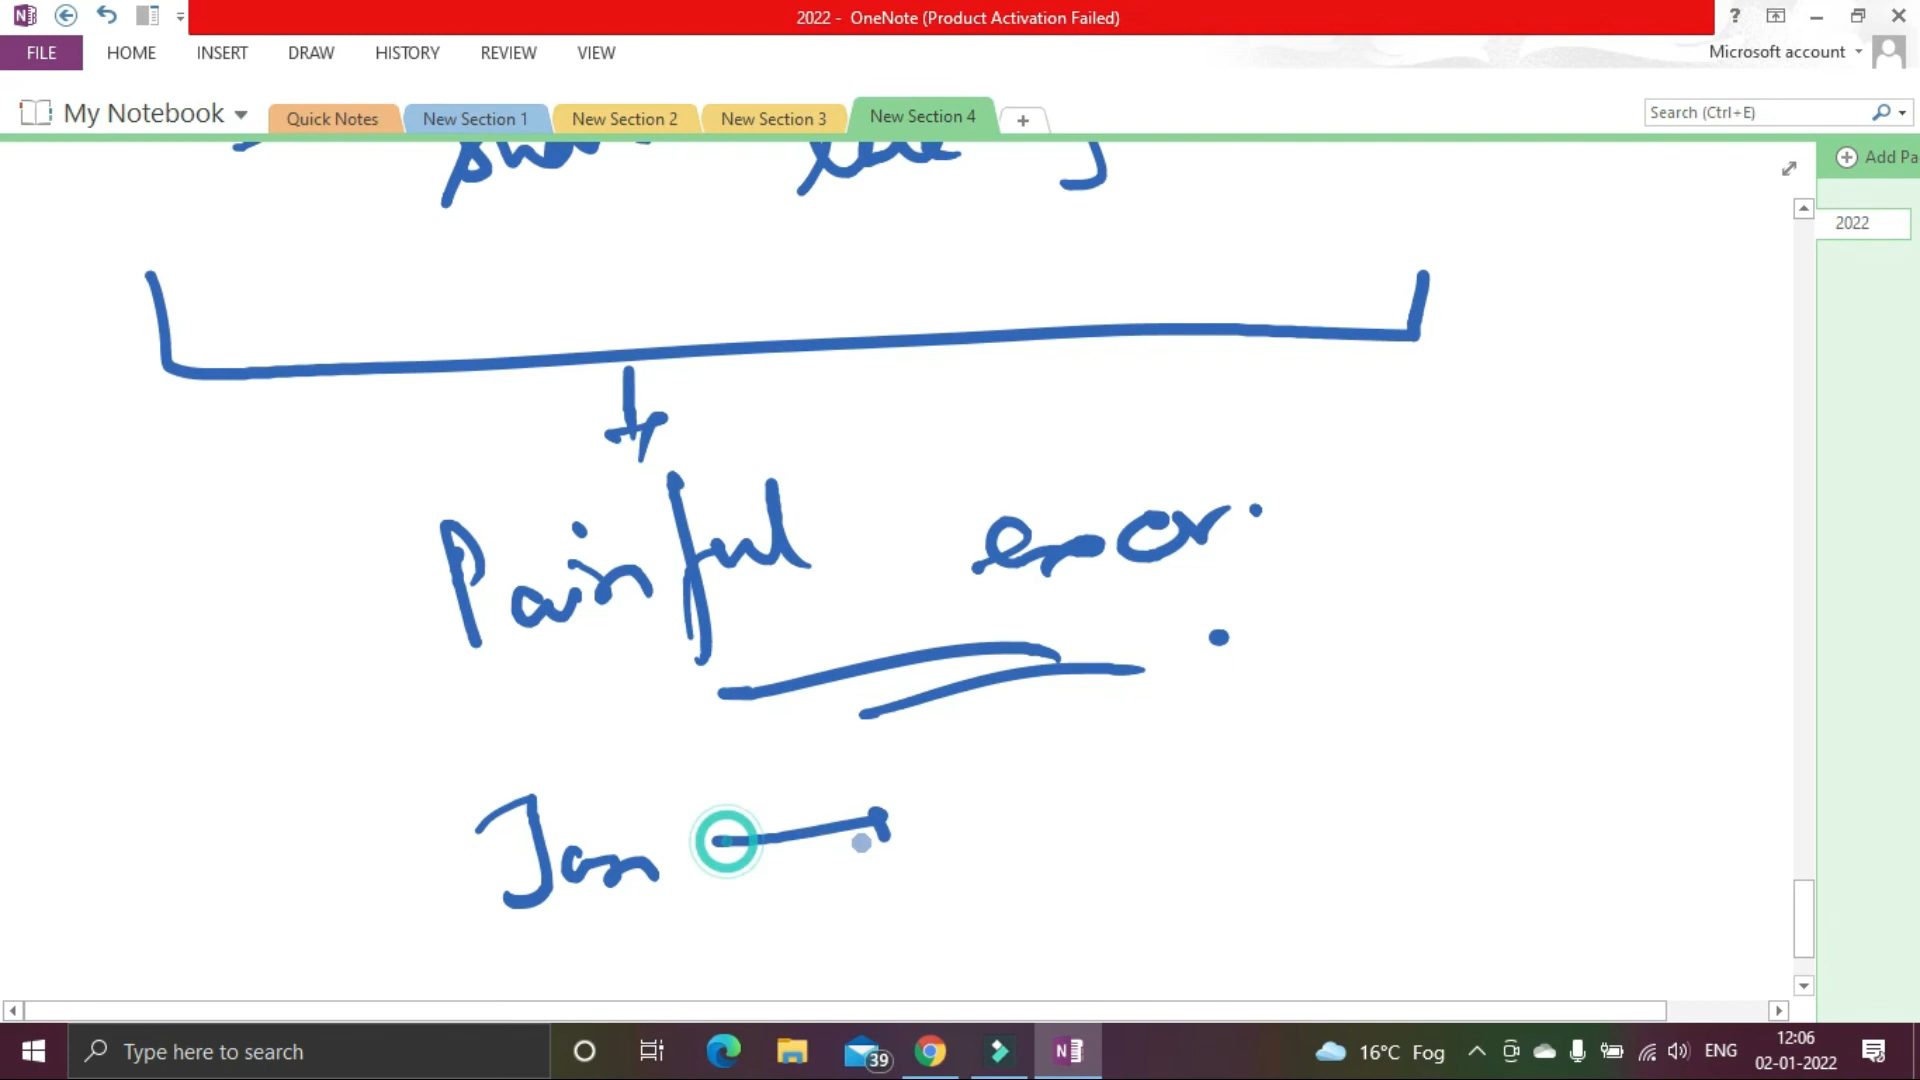 2022 - OneNote (Product Activation Failed)
?
FILE HOME INSERT DRAW HISTORY REVIEW VIEW
Microsoft account
My Notebook
Quick Notes
New Section 1
New Section 2
New Section 3
New Section 4
+
Search (Ctrl+E)
Add Pa
2022
Painful error.
Jan
Type here to search
39
16°C Fog
ENG
12:06
02-01-2022